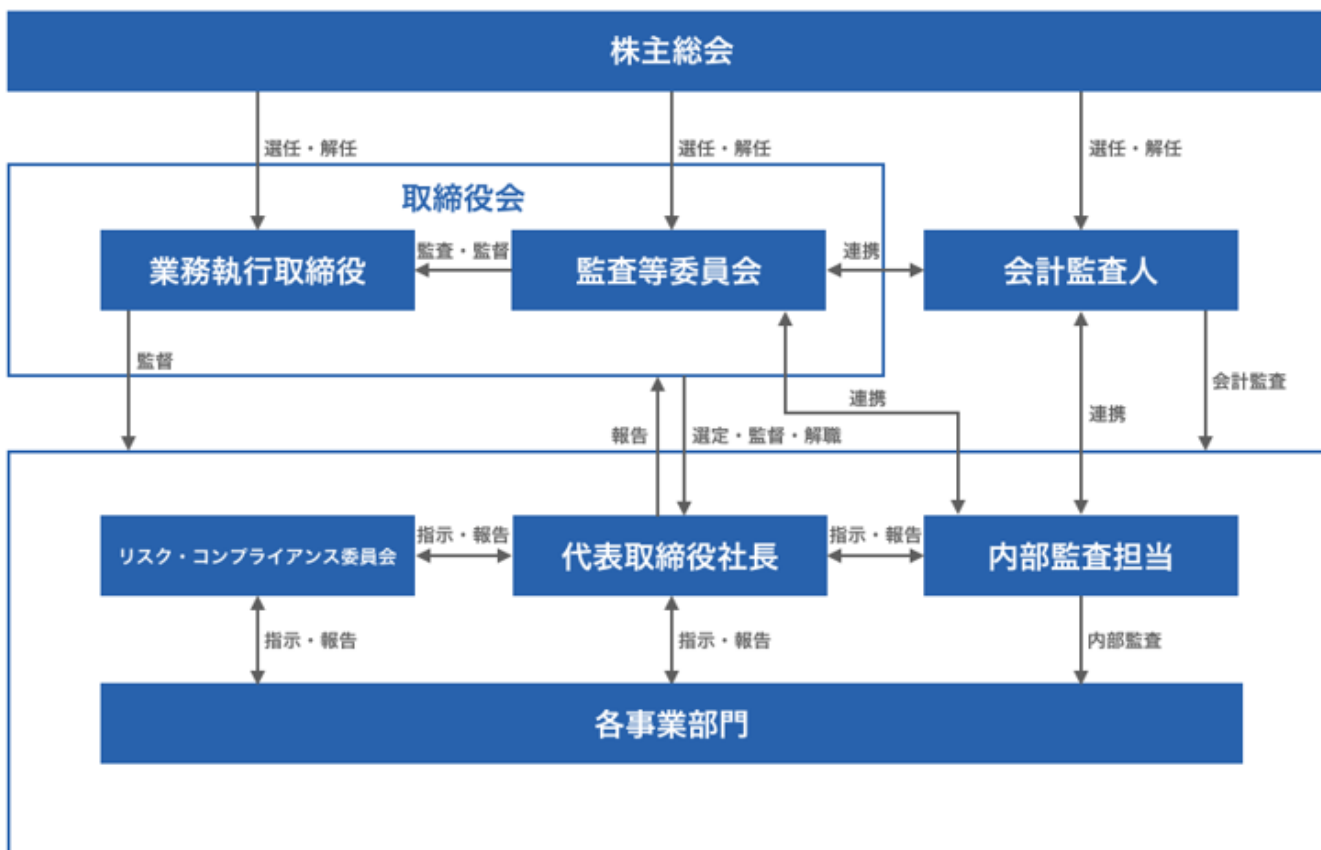 株主総会
選任・解任
選任・解任
選任・解任
取締役会
業務執行取締役
監査・監督
監査等委員会
連携
会計監査人
監督
会計監査
連携
連携
報告
選定・監督・解職
リスク・コンプライアンス委員会
指示・報告
代表取締役社長
指示・報告
内部監査担当
指示・報告
指示・報告
内部監査
各事業部門